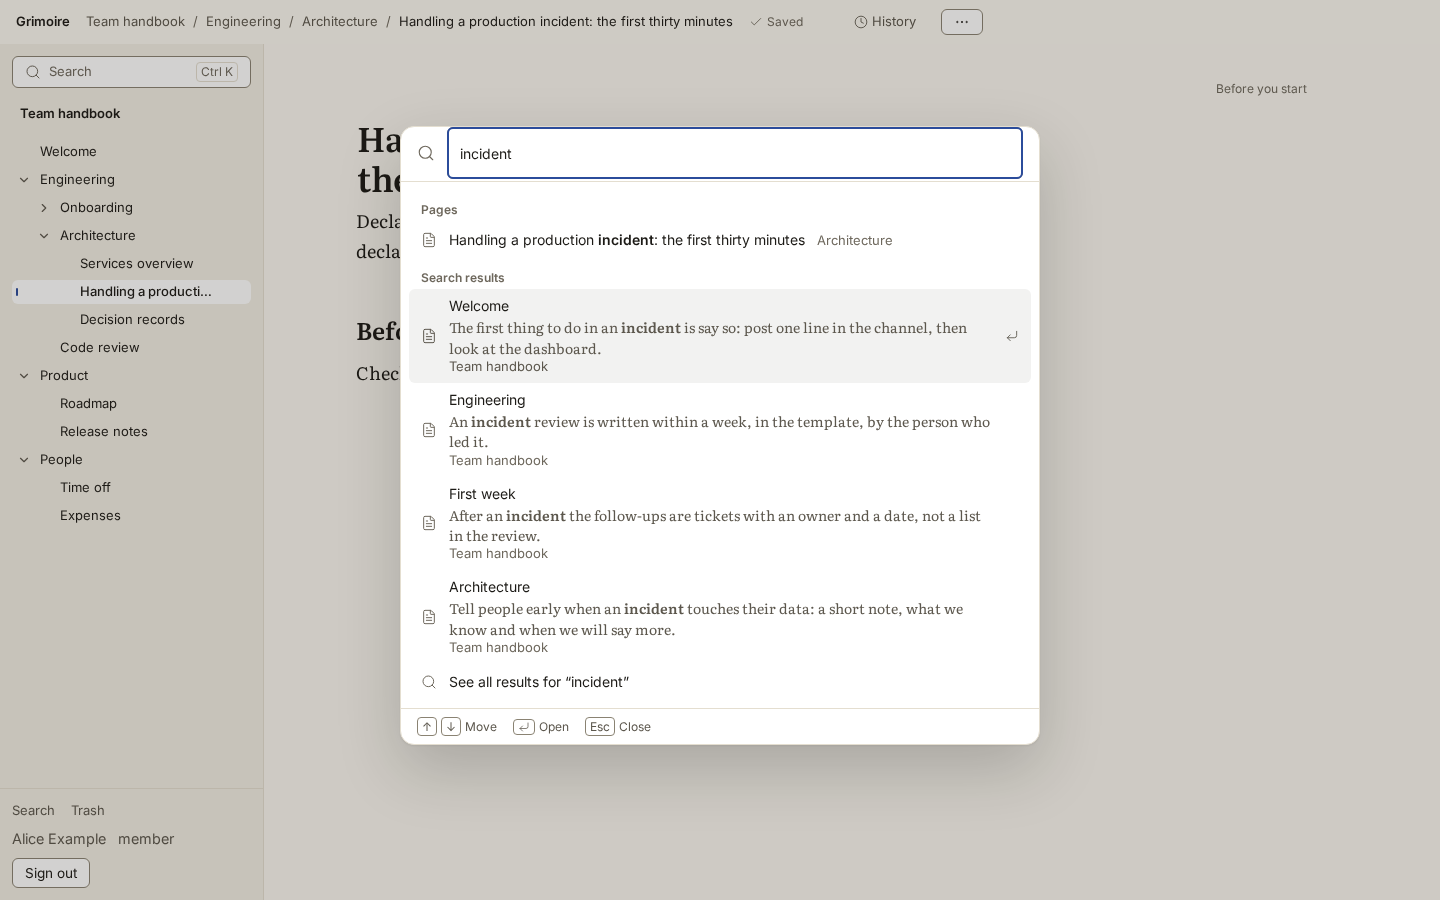 Grimoire Team handbook / Engineering / Architecture / Handling a production incident: the first thirty minutes Saved History ...
Search Ctrl K
Team handbook
Welcome
Engineering
Onboarding
Architecture
Services overview
Handling a producti...
Decision records
Code review
Product
Roadmap
Release notes
People
Time off
Expenses
Search Trash
Alice Example member
Sign out
Before you start
incident
Pages
Handling a production incident: the first thirty minutes Architecture
Search results
Welcome
The first thing to do in an incident is say so: post one line in the channel, then
look at the dashboard.
Team handbook
Engineering
An incident review is written within a week, in the template, by the person who
led it.
Team handbook
First week
After an incident the follow-ups are tickets with an owner and a date, not a list
in the review.
Team handbook
Architecture
Tell people early when an incident touches their data: a short note, what we
know and when we will say more.
Team handbook
See all results for “incident”
Move Open Esc Close